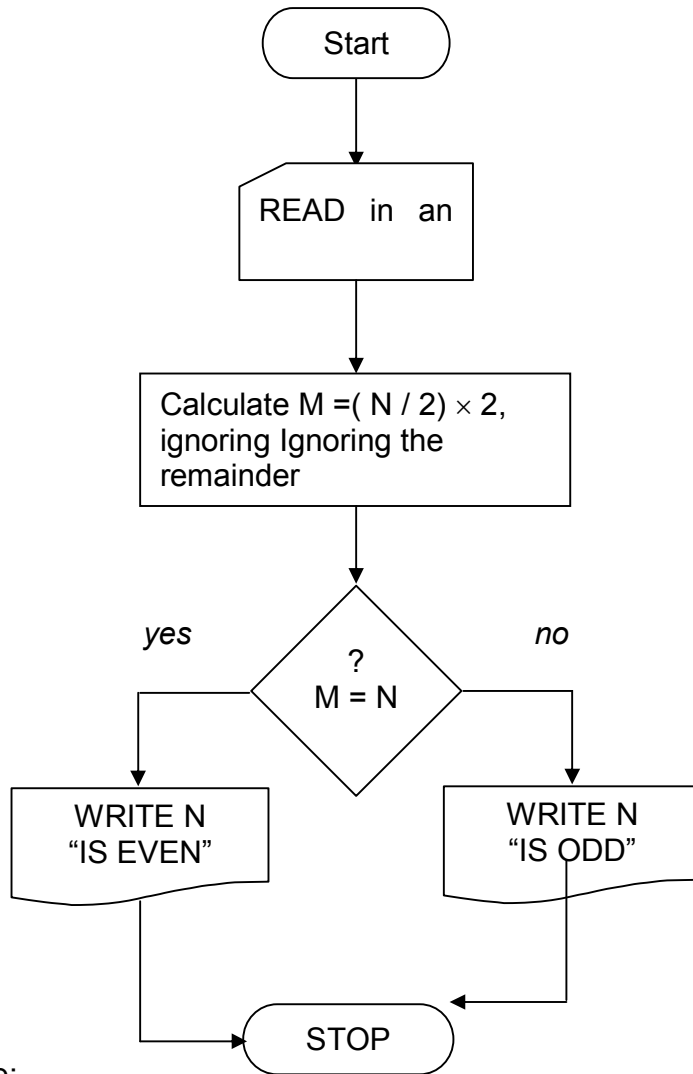 Start
READ in an
Calculate M =( N / 2) × 2,
ignoring Ignoring the
remainder
yes
no
?
M = N
WRITE N
“IS EVEN”
WRITE N
“IS ODD”
STOP